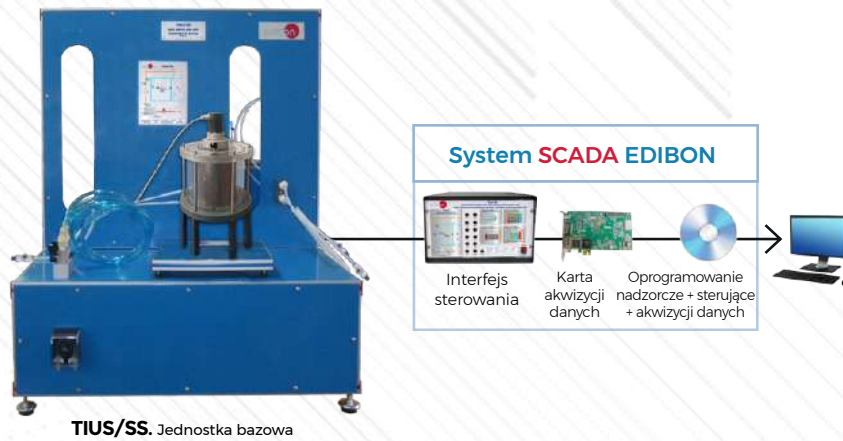 System SCADA EDIBON
Interfejs
sterowania
Karta
akwizycji
danych
Oprogramowanie
nadzorcze + sterujące
+ akwizycji danych
TIUS/SS. Jednostka bazowa